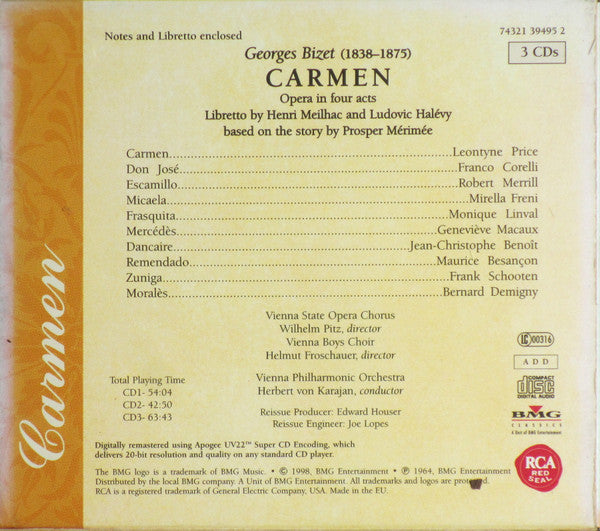 Notes and Libretto enclosed
74321 39495 2
3 CDs
Georges Bizet (1838–1875)
CARMEN
Opera in four acts
Libretto by Henri Meilhac and Ludovic Halévy
based on the story by Prosper Mérimée
Carmen Leontyne Price
Don José Franco Corelli
Escamillo Robert Merrill
Micaela Mirella Freni
Frasquita Monique Linval
Mercédès Geneviève Macaux
Dancaire Jean-Christophe Benoît
Remendado Maurice Besançon
Zuniga Frank Schooten
Moralès Bernard Demigny
Carmen
Vienna State Opera Chorus
Wilhelm Pitz, director
Vienna Boys Choir
Helmut Froschauer, director
Vienna Philharmonic Orchestra
Herbert von Karajan, conductor
Reissue Producer: Edward Houser
Reissue Engineer: Joe Lopes
Total Playing Time
CD1- 54:04
CD2- 42:50
CD3- 63:43
LC 00316
A D D
COMPACT
disc
DIGITAL AUDIO
BMG
CLASSICS
A Unit of BMG Entertainment
RCA
RED
SEAL
Digitally remastered using Apogee UV22™ Super CD Encoding, which
delivers 20-bit resolution and quality on any standard CD player.
The BMG logo is a trademark of BMG Music. • © 1998, BMG Entertainment • ℗ 1964, BMG Entertainment
Distributed by the local BMG company. A Unit of BMG Entertainment. All trademarks and logos are protected.
RCA is a registered trademark of General Electric Company, USA. Made in the EU.